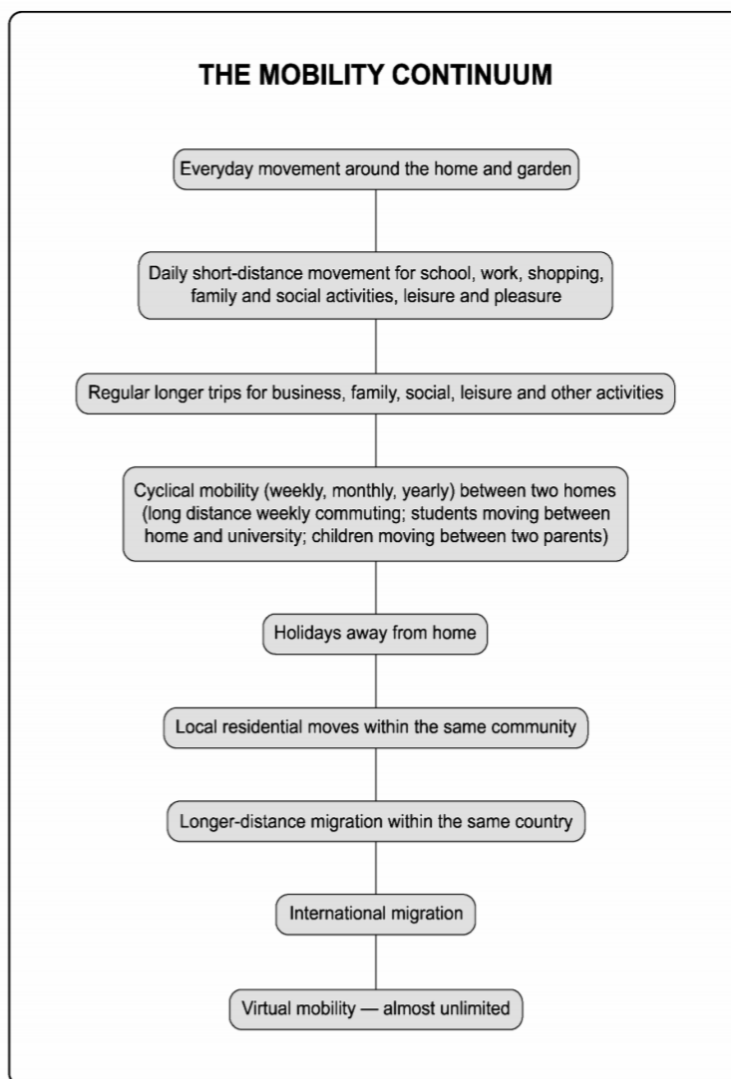 THE MOBILITY CONTINUUM
Everyday movement around the home and garden
Daily short-distance movement for school, work, shopping,
family and social activities, leisure and pleasure
Regular longer trips for business, family, social, leisure and other activities
Cyclical mobility (weekly, monthly, yearly) between two homes
(long distance weekly commuting; students moving between
home and university; children moving between two parents)
Holidays away from home
Local residential moves within the same community
Longer-distance migration within the same country
International migration
Virtual mobility — almost unlimited